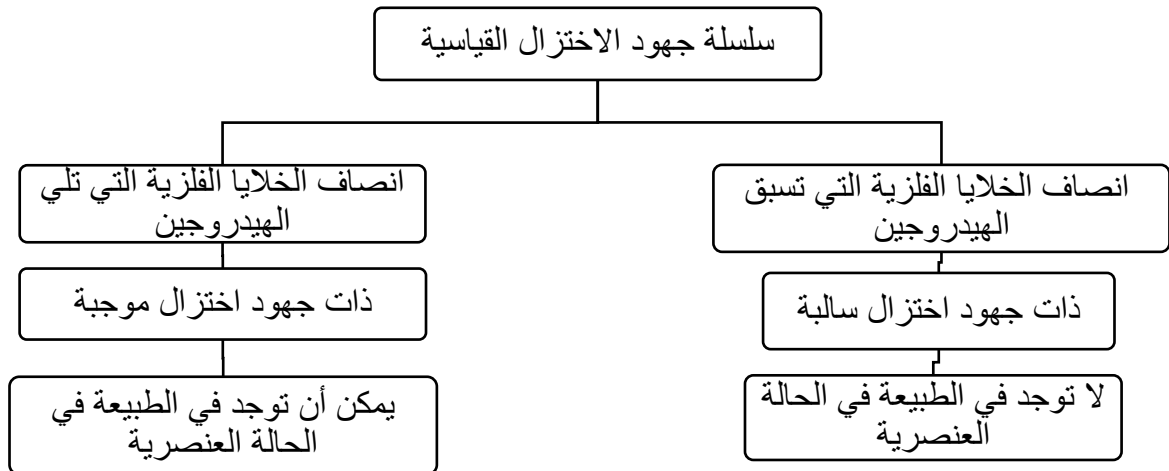 سلسلة جهود الاختزال القياسية
انصاف الخلايا الفلزية التي تسبق
الهيدروجين
ذات جهود اختزال سالبة
لا توجد في الطبيعة في الحالة
العنصرية
انصاف الخلايا الفلزية التي تلي
الهيدروجين
ذات جهود اختزال موجبة
يمكن أن توجد في الطبيعة في
الحالة العنصرية